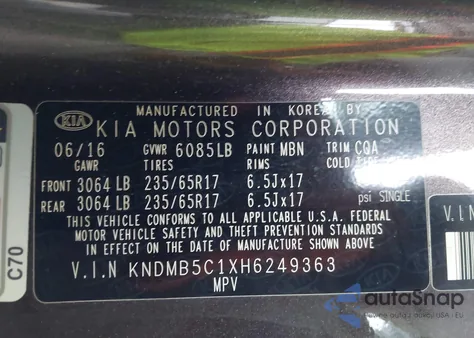 MANUFACTURED IN KOREA BY
KIA KIA MOTORS CORPORATION
06/16 GVWR 6085LB PAINT MBN TRIM CQA
GAWR TIRES RIMS COLD
FRONT 3064 LB 235/65R17 6.5Jx17
REAR 3064 LB 235/65R17 6.5Jx17 psi SINGLE
THIS VEHICLE CONFORMS TO ALL APPLICABLE U.S.A. FEDERAL
MOTOR VEHICLE SAFETY AND THEFT PREVENTION STANDARDS
IN EFFECT ON THE DATE OF MANUFACTURE SHOWN ABOVE.
V.I.N KNDMB5C1XH6249363
MPV
C70
V.I.N
autoSnap